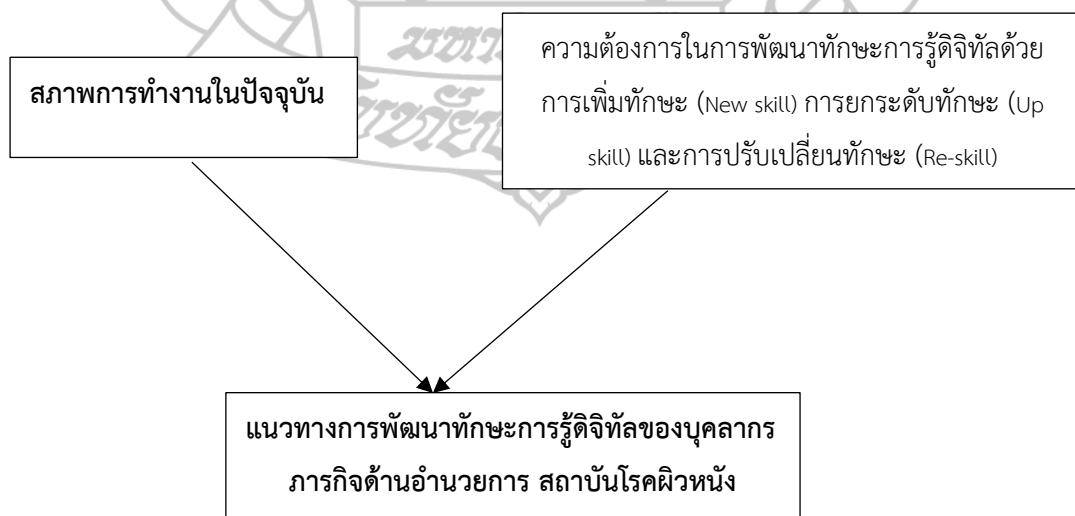 สภาพการทำงานในปัจจุบัน
ความต้องการในการพัฒนาทักษะการรู้ดิจิทัลด้วย
การเพิ่มทักษะ (New skill) การยกระดับทักษะ (Up
skill) และการปรับเปลี่ยนทักษะ (Re-skill)
แนวทางการพัฒนาทักษะการรู้ดิจิทัลของบุคลากร
ภารกิจด้านอำนวยการ สถาบันโรคผิวหนัง